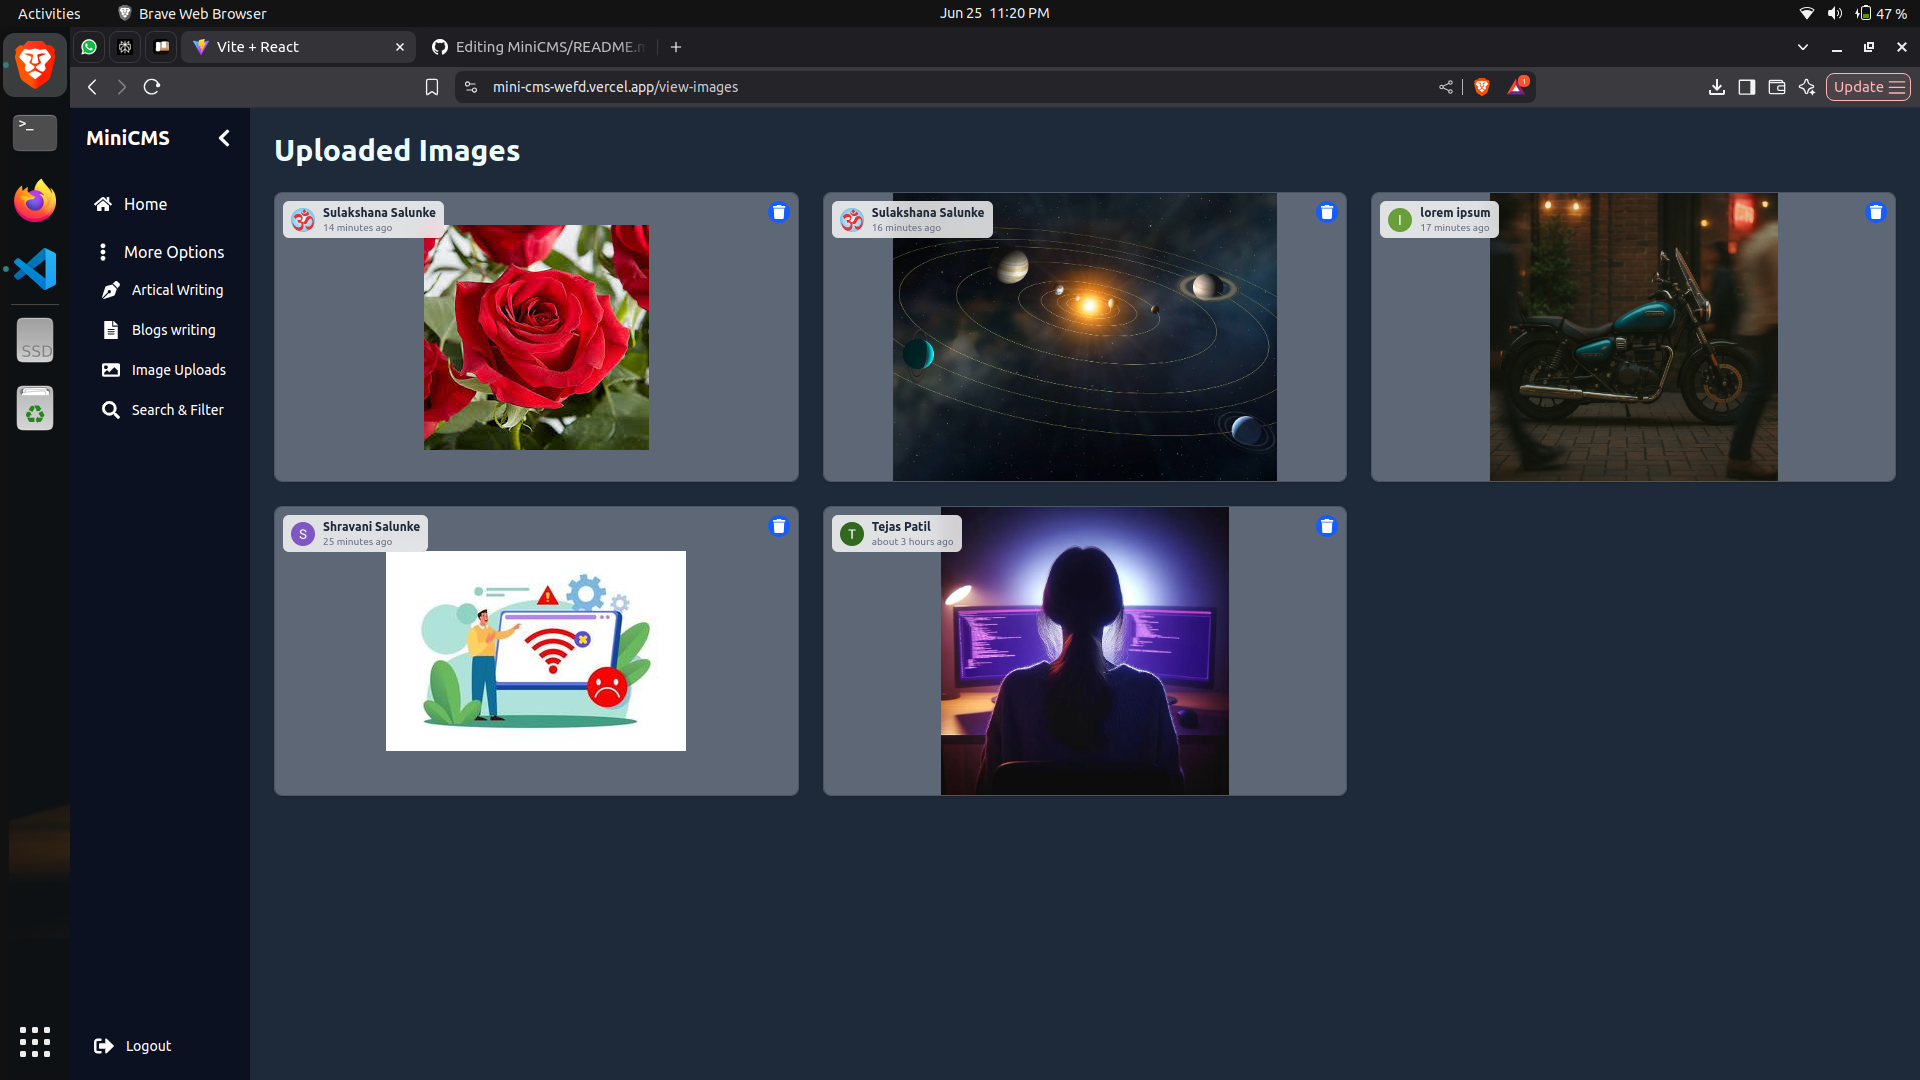 Activities
Brave Web Browser
Jun 25 11:20 PM
47 %
Vite + React
Editing MiniCMS/README.m
mini-cms-wefd.vercel.app/view-images
1
Update
MiniCMS
Home
More Options
Artical Writing
Blogs writing
Image Uploads
Search & Filter
Logout
>_
SSD
Uploaded Images
Sulakshana Salunke
14 minutes ago
Sulakshana Salunke
16 minutes ago
l
lorem ipsum
17 minutes ago
S
Shravani Salunke
25 minutes ago
T
Tejas Patil
about 3 hours ago